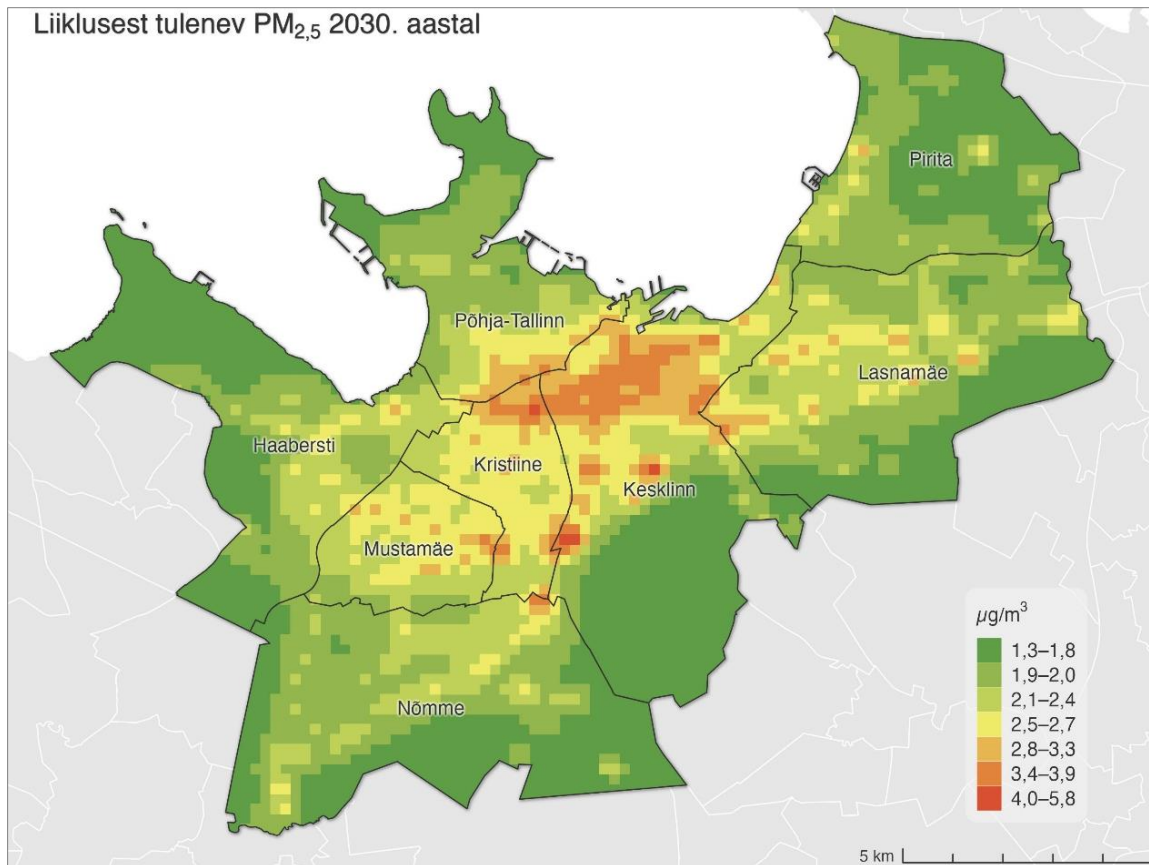 Liiklusest tulenev PM2,5 2030. aastal
Pirita
Põhja-Tallinn
Lasnamäe
Haabersti
Kristiine
Kesklinn
Mustamäe
Nõmme
µg/m³
1,3–1,8
1,9–2,0
2,1–2,4
2,5–2,7
2,8–3,3
3,4–3,9
4,0–5,8
5 km